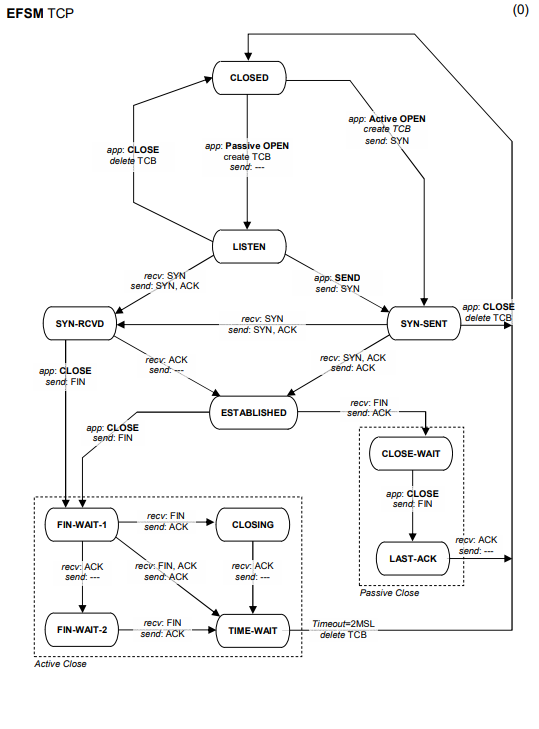 EFSM TCP
(0)
CLOSED
app: Active OPEN
create TCB
send: SYN
app: CLOSE
delete TCB
app: Passive OPEN
create TCB
send: ---
LISTEN
recv: SYN
send: SYN, ACK
app: SEND
send: SYN
SYN-RCVD
recv: SYN
send: SYN, ACK
SYN-SENT
app: CLOSE
delete TCB
app: CLOSE
send: FIN
recv: ACK
send: ---
recv: SYN, ACK
send: ACK
ESTABLISHED
recv: FIN
send: ACK
app: CLOSE
send: FIN
CLOSE-WAIT
app: CLOSE
send: FIN
FIN-WAIT-1
recv: FIN
send: ACK
CLOSING
LAST-ACK
recv: ACK
send: ---
Passive Close
recv: ACK
send: ---
recv: FIN, ACK
send: ACK
recv: ACK
send: ---
FIN-WAIT-2
recv: FIN
send: ACK
TIME-WAIT
Timeout=2MSL
delete TCB
Active Close